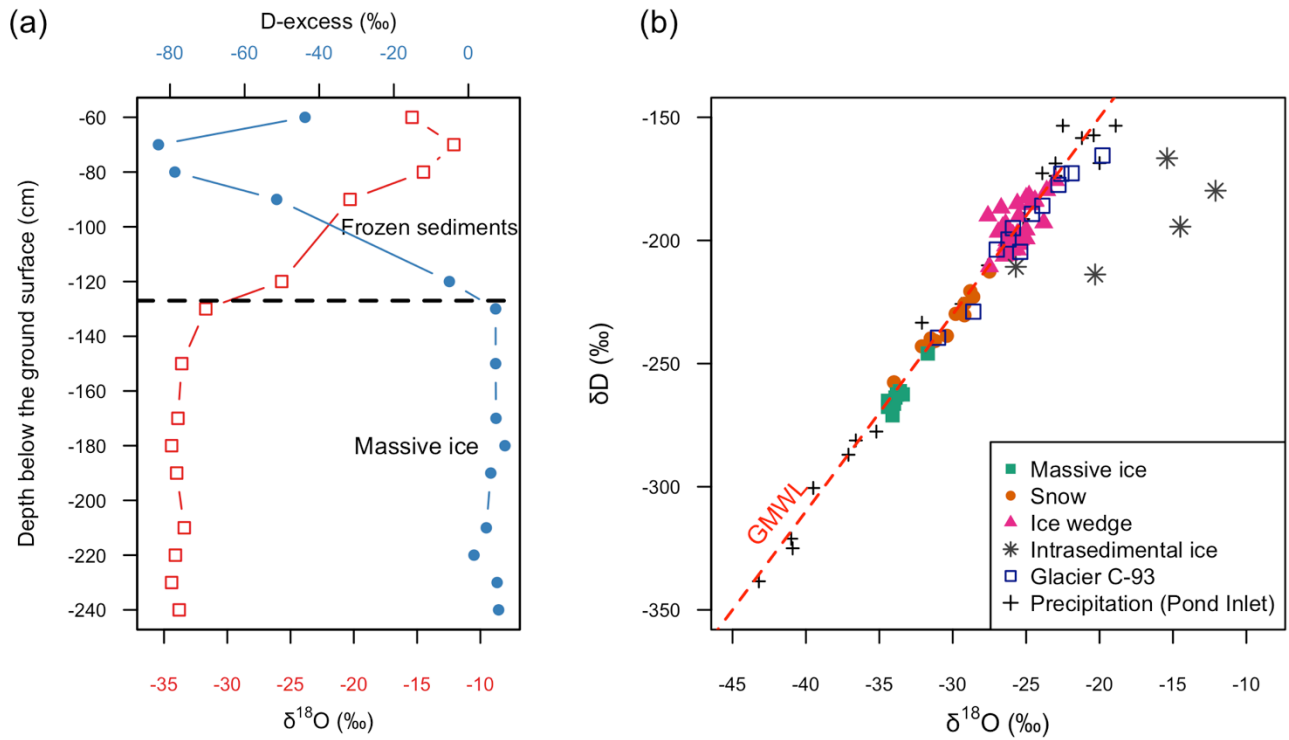 (a)
D-excess (‰)
-80 -60 -40 -20 0
Depth below the ground surface (cm)
-60
-80
-100
-120
-140
-160
-180
-200
-220
-240
Frozen sediments
Massive ice
-35 -30 -25 -20 -15 -10
δ18O (‰)
(b)
δD (‰)
-150
-200
-250
-300
-350
GMWL
Massive ice
Snow
Ice wedge
Intrasedimental ice
Glacier C-93
Precipitation (Pond Inlet)
-45 -40 -35 -30 -25 -20 -15 -10
δ18O (‰)